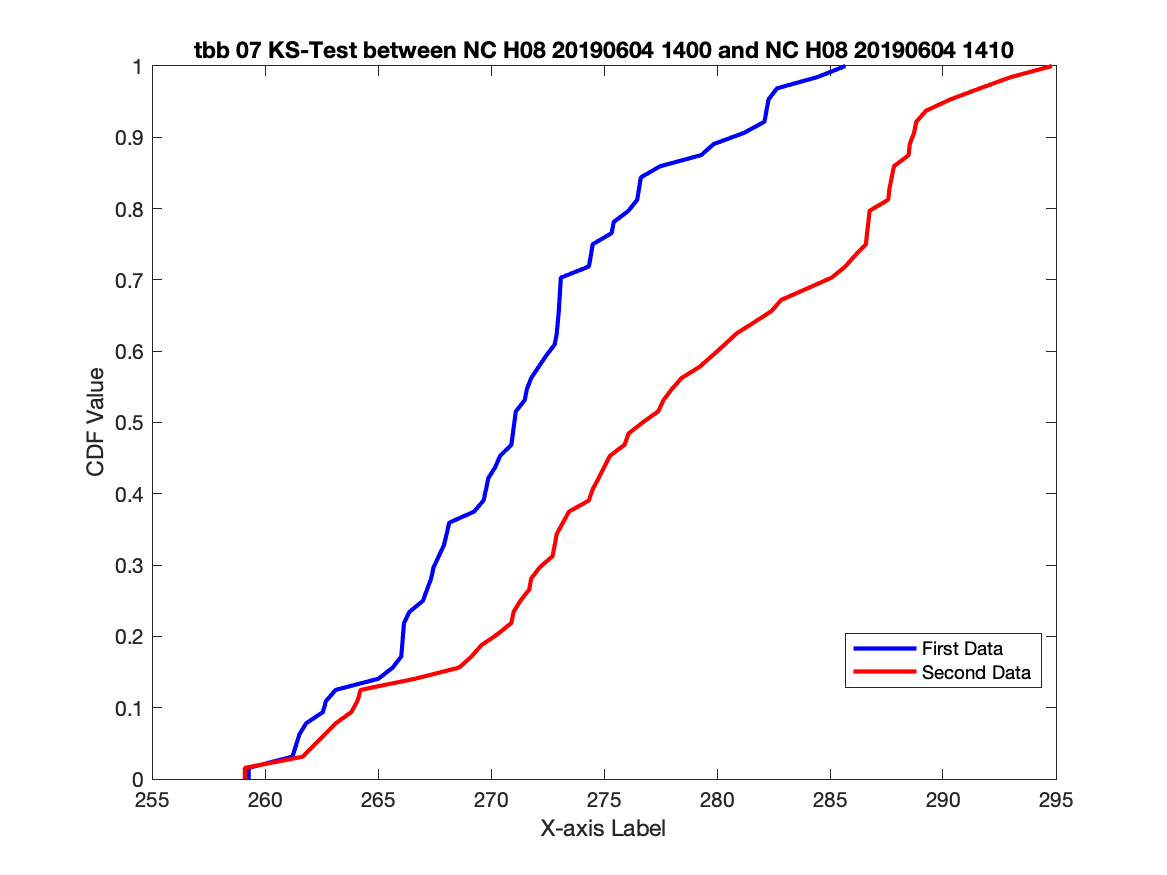 tbb 07 KS-Test between NC H08 20190604 1400 and NC H08 20190604 1410
1
0.9
0.8
0.7
0.6
0.5
0.4
0.3
0.2
0.1
0
CDF Value
First Data
Second Data
255 260 265 270 275 280 285 290 295
X-axis Label